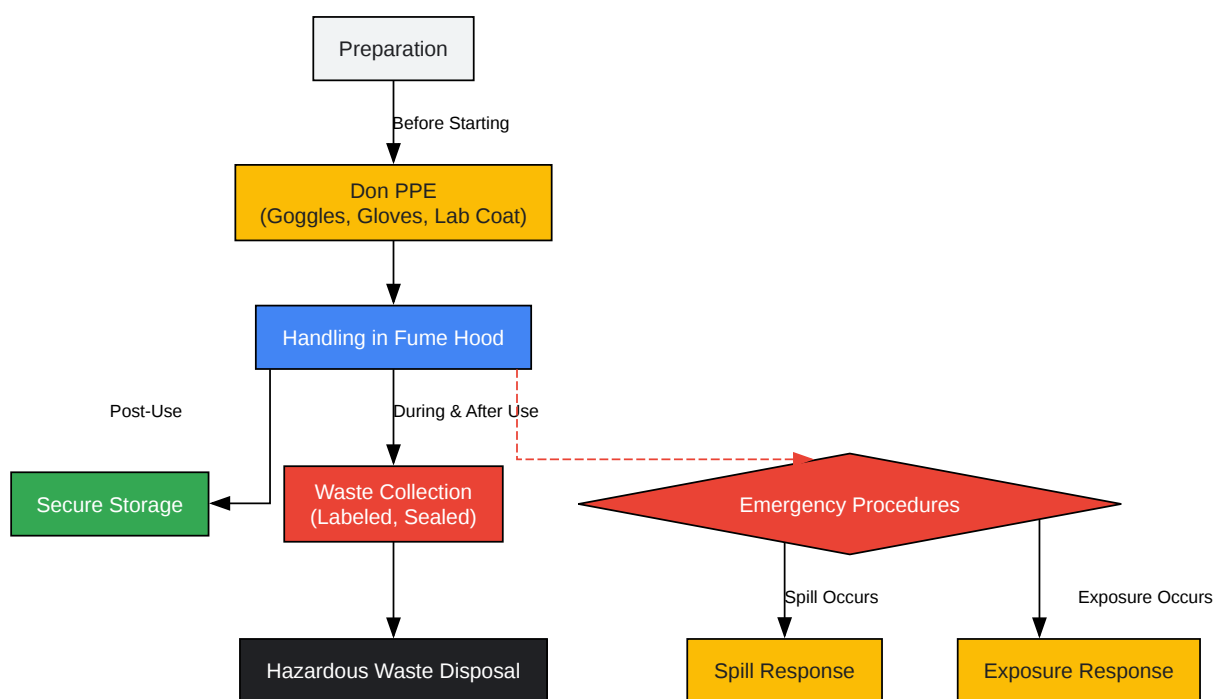 Preparation
Before Starting
Don PPE
(Goggles, Gloves, Lab Coat)
Handling in Fume Hood
Post-Use
During & After Use
Secure Storage
Waste Collection
(Labeled, Sealed)
Emergency Procedures
Spill Occurs
Exposure Occurs
Hazardous Waste Disposal
Spill Response
Exposure Response